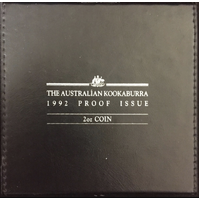 THE AUSTRALIAN KOOKABURRA
1992 PROOF ISSUE
2oz COIN